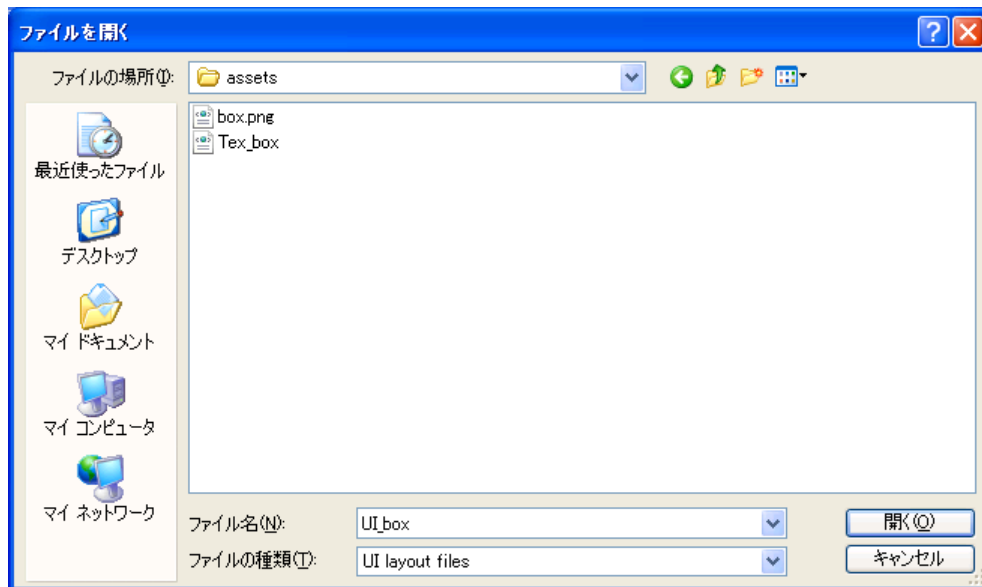 ファイルを開く
ファイルの場所(I):
assets
最近使ったファイル
デスクトップ
マイ ドキュメント
マイ コンピュータ
マイ ネットワーク
box.png
Tex_box
ファイル名(N):
UI_box
開く(O)
ファイルの種類(T):
UI layout files
キャンセル